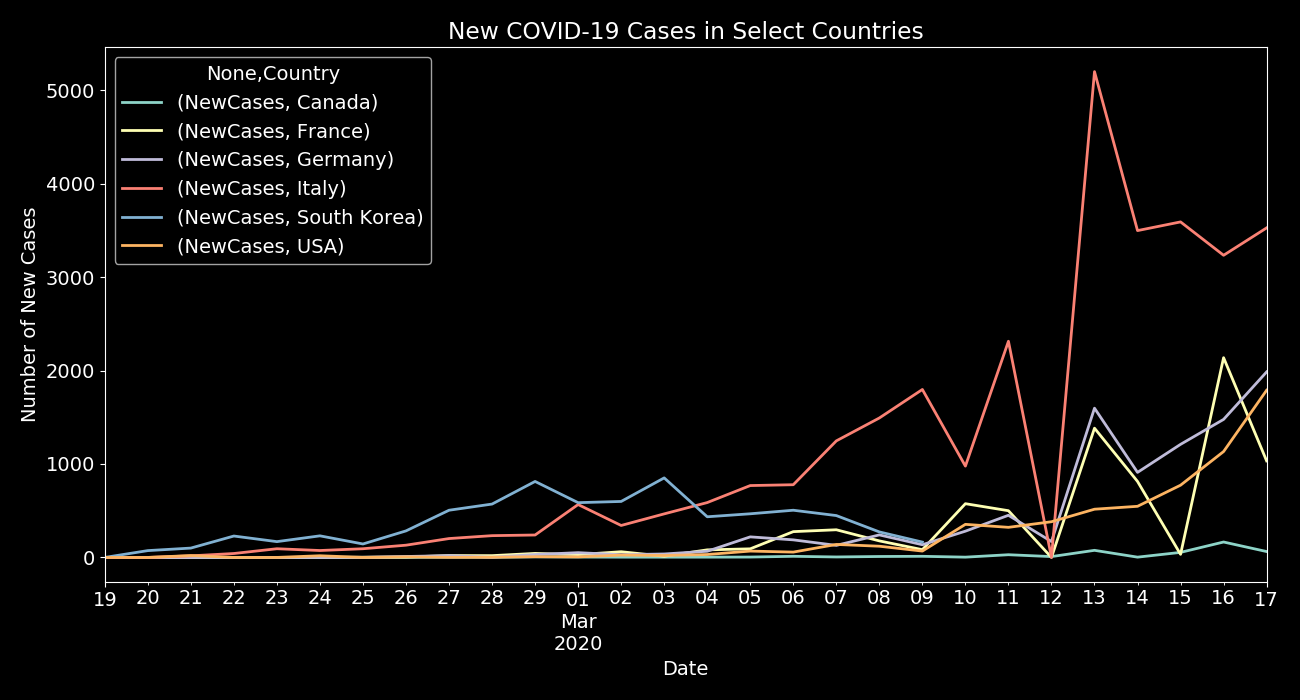 New COVID-19 Cases in Select Countries
None,Country
(NewCases, Canada)
(NewCases, France)
(NewCases, Germany)
(NewCases, Italy)
(NewCases, South Korea)
(NewCases, USA)
Number of New Cases
5000
4000
3000
2000
1000
0
19 20 21 22 23 24 25 26 27 28 29 01 02 03 04 05 06 07 08 09 10 11 12 13 14 15 16 17
Mar
2020
Date